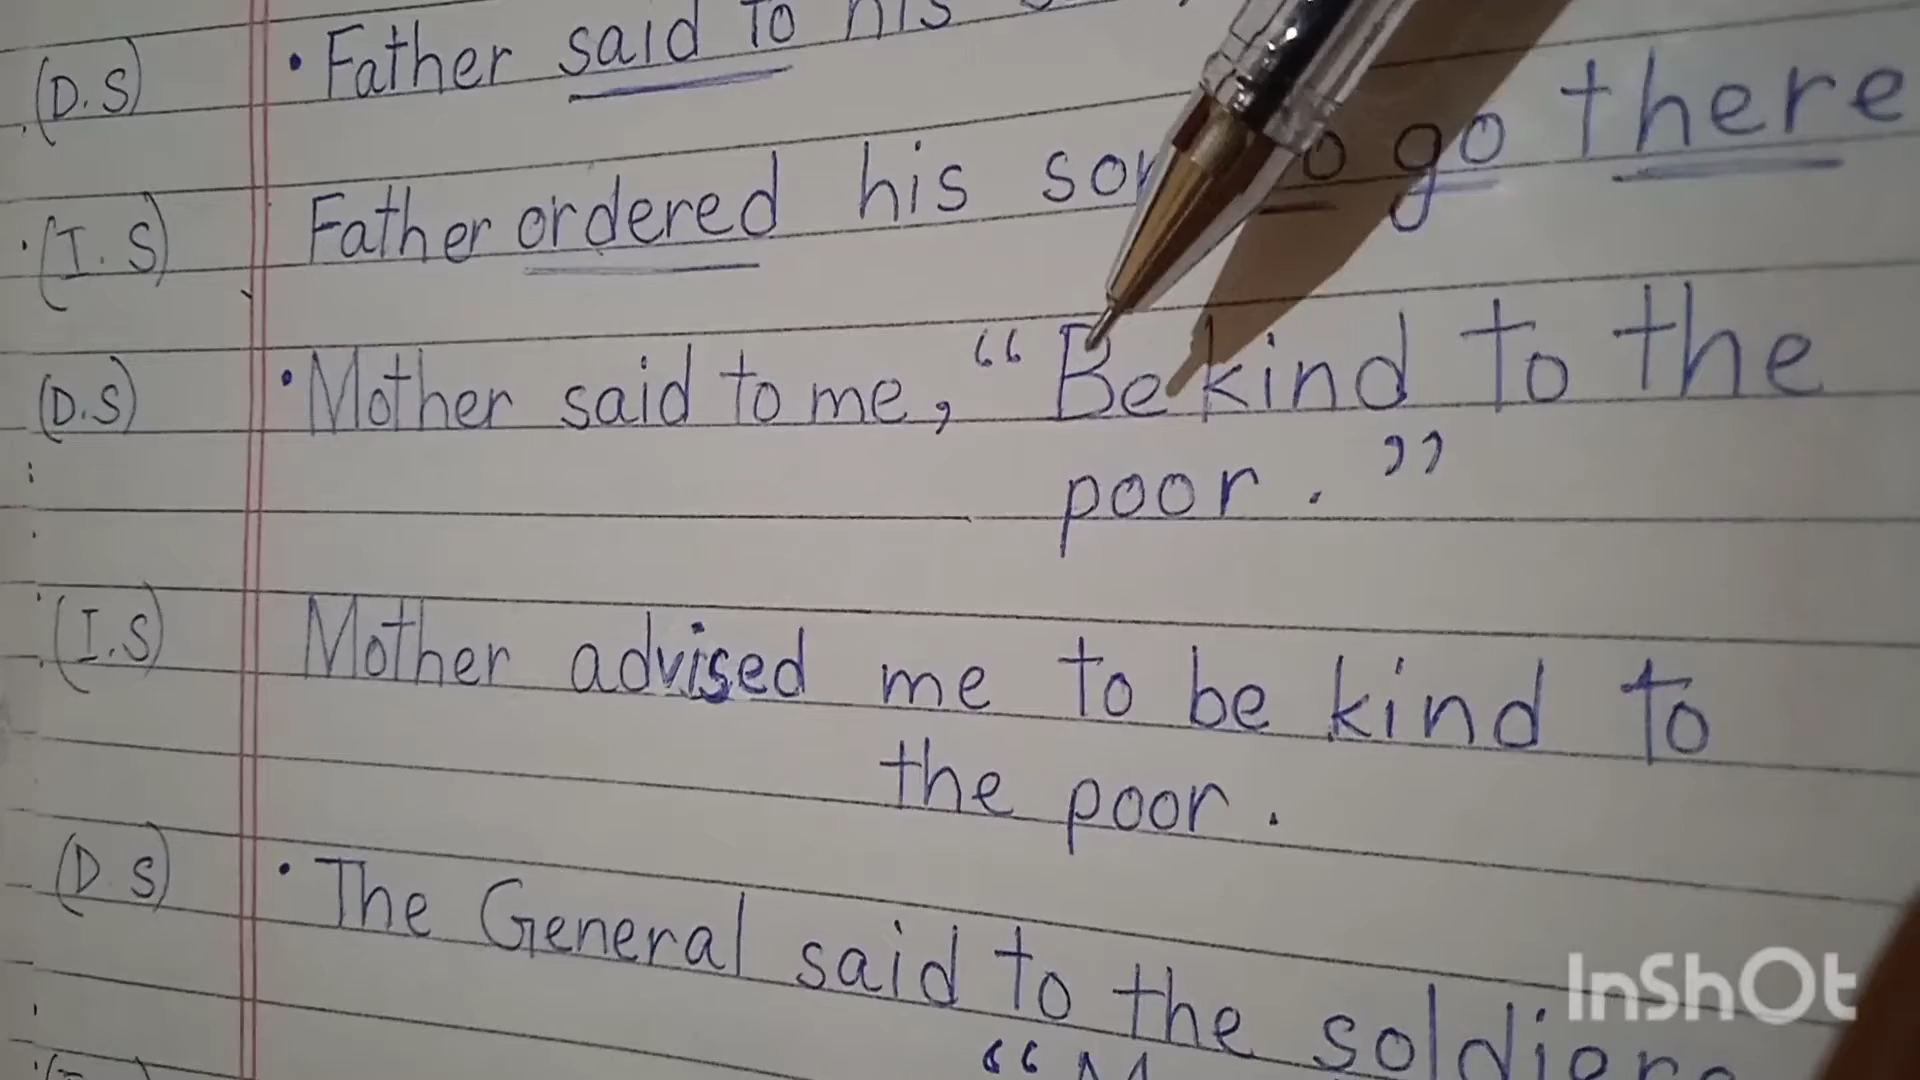 (D.S) • Father said to his
(I.S) Father ordered his son to go there
(D.S) • Mother said to me, “Be kind to the
poor.”
(I.S) Mother advised me to be kind to
the poor.
(D.S) • The General said to the soldiers
InShOt